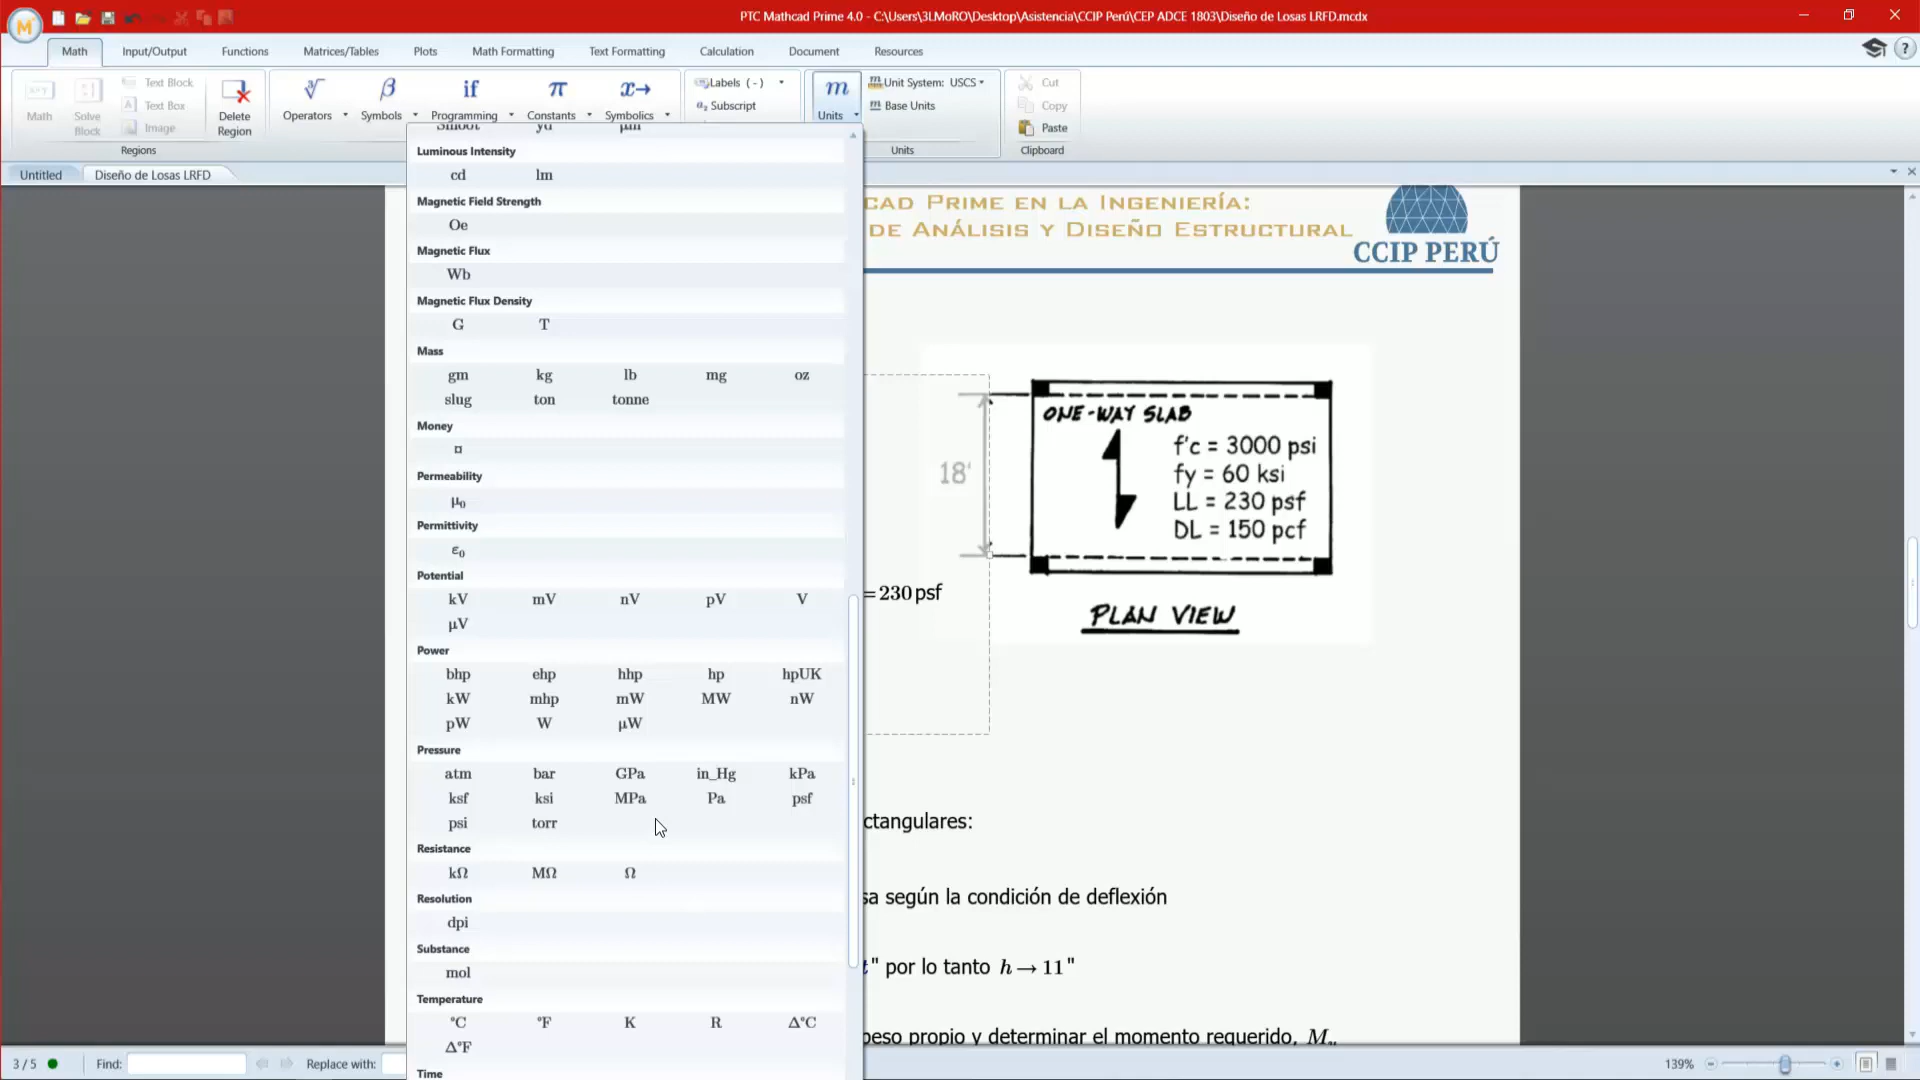 PTC Mathcad Prime 4.0 - C:\Users\3LMoRO\Desktop\Asistencia\CCIP Perú\CEP ADCE 1803\Diseño de Losas LRFD.mcdx
Math Input/Output Functions Matrices/Tables Plots Math Formatting Text Formatting Calculation Document Resources
Math
Solve Block
Text Block
Text Box
Image
Delete Region
Regions
Operators
Symbols
Programming
Constants
Symbolics
Labels ( - )
Subscript
Units
Unit System: USCS
Base Units
Units
Cut
Copy
Paste
Clipboard
Untitled
Diseño de Losas LRFD
Smoot yd μm
Luminous Intensity
cd lm
Magnetic Field Strength
Oe
Magnetic Flux
Wb
Magnetic Flux Density
G T
Mass
gm kg lb mg oz
slug ton tonne
Money
¤
Permeability
μ₀
Permittivity
ε₀
Potential
kV mV nV pV V
μV
Power
bhp ehp hhp hp hpUK
kW mhp mW MW nW
pW W μW
Pressure
atm bar GPa in_Hg kPa
ksf ksi MPa Pa psf
psi torr
Resistance
kΩ MΩ Ω
Resolution
dpi
Substance
mol
Temperature
°C °F K R Δ°C
Δ°F
Time
cad Prime en la Ingeniería:
de Análisis y Diseño Estructural
CCIP PERÚ
ONE-WAY SLAB
18'
f'c = 3000 psi
fy = 60 ksi
LL = 230 psf
DL = 150 pcf
PLAN VIEW
=230 psf
ctangulares:
sa según la condición de deflexión
t" por lo tanto h → 11"
peso propio y determinar el momento requerido, Mᵤ.
3 / 5
Find:
Replace with:
139%